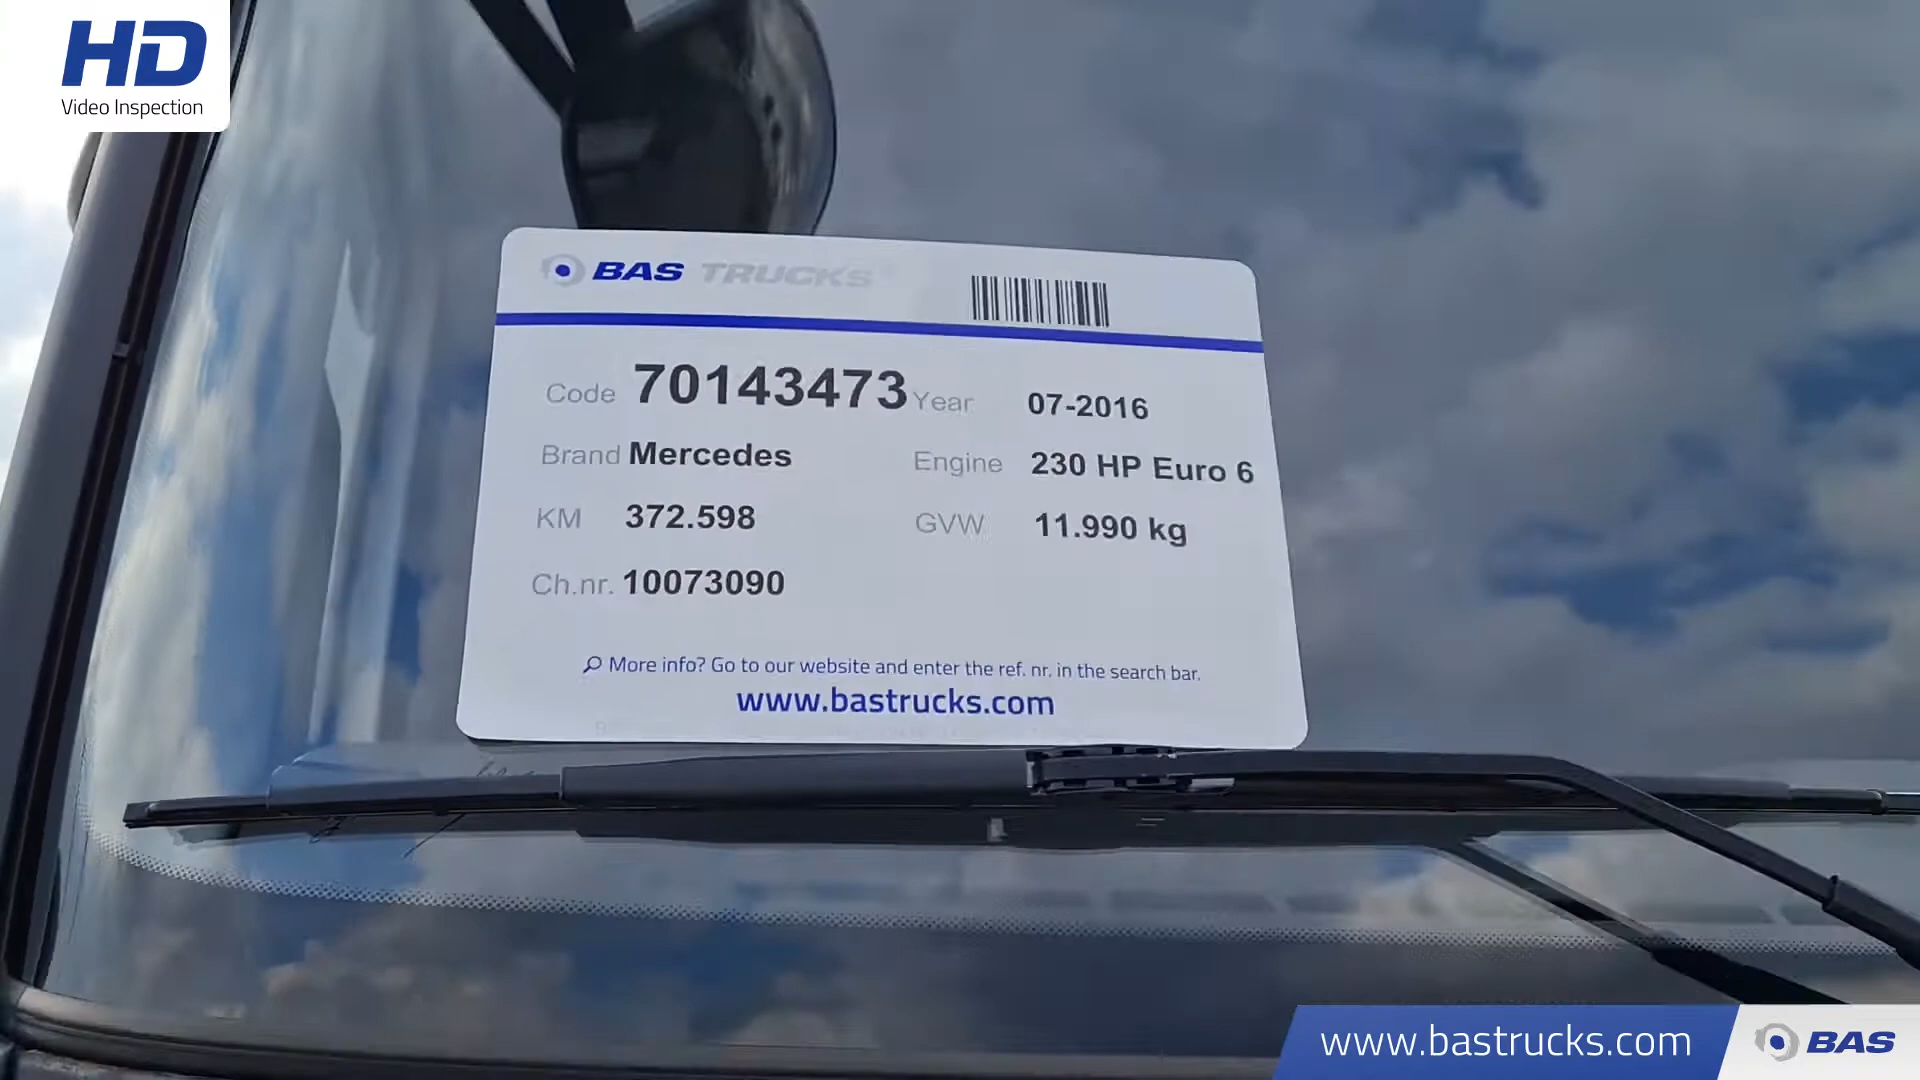 HD
Video Inspection
BAS TRUCKS
Code 70143473 Year 07-2016
Brand Mercedes Engine 230 HP Euro 6
KM 372.598 GVW 11.990 kg
Ch.nr. 10073090
More info? Go to our website and enter the ref. nr. in the search bar.
www.bastrucks.com
www.bastrucks.com BAS